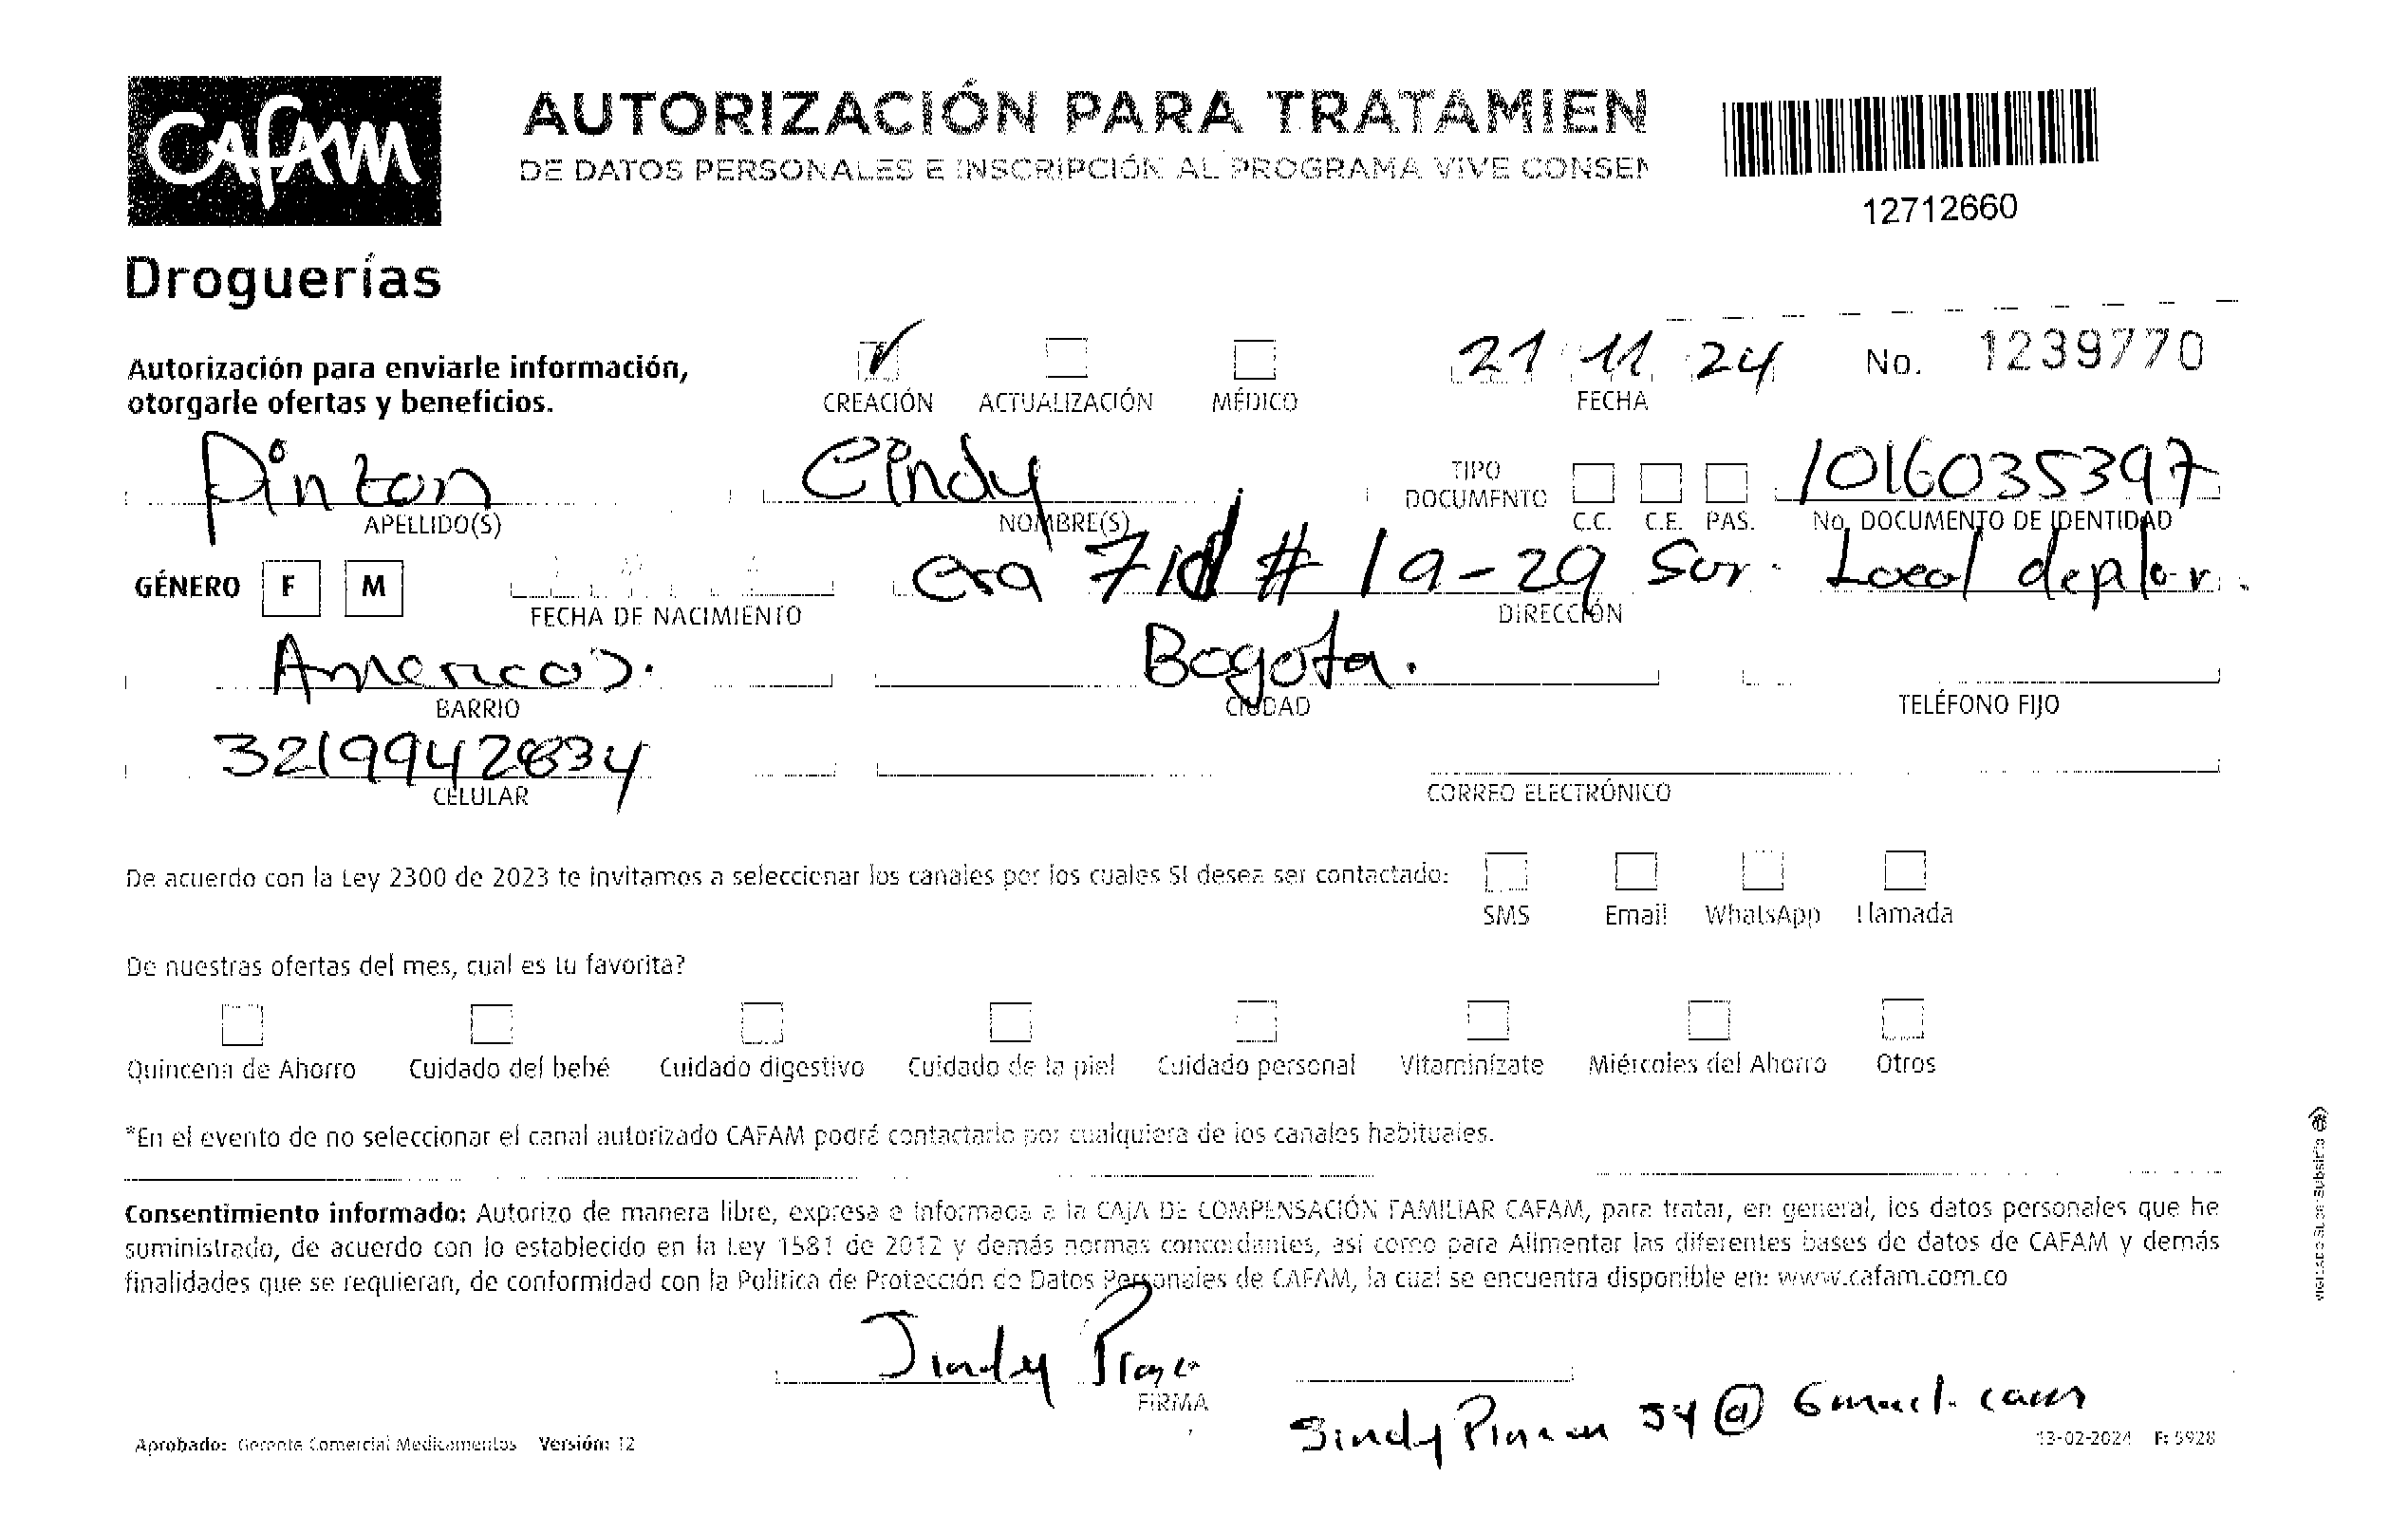 Cafam
AUTORIZACIÓN PARA TRATAMIEN
DE DATOS PERSONALES E INSCRIPCIÓN AL PROGRAMA VIVE CONSEN
12712660
Droguerías
Autorización para enviarle información,
otorgarle ofertas y beneficios.
CREACIÓN ACTUALIZACIÓN MÉDICO
21 11 24
FECHA
No. 1239770
Pinzon Cindy
APELLIDO(S) NOMBRE(S)
TIPO
DOCUMENTO
C.C. C.E. PAS.
1016035397
No. DOCUMENTO DE IDENTIDAD
GÉNERO F M
FECHA DE NACIMIENTO
cra 71d # 19-29 Sur. Local
DIRECCIÓN
Americas.
BARRIO
Bogota.
CIUDAD
TELÉFONO FIJO
3219942834
CELULAR
CORREO ELECTRÓNICO
De acuerdo con la Ley 2300 de 2023 te invitamos a seleccionar los canales por los cuales SI desea ser contactado:
SMS Email WhatsApp Llamada
De nuestras ofertas del mes, cual es tu favorita?
Quincena de Ahorro Cuidado del bebé Cuidado digestivo Cuidado de la piel Cuidado personal Vitaminízate Miércoles del Ahorro Otros
*En el evento de no seleccionar el canal autorizado CAFAM podrá contactarlo por cualquiera de los canales habituales.
Consentimiento informado: Autorizo de manera libre, expresa e informada a la CAJA DE COMPENSACIÓN FAMILIAR CAFAM, para tratar, en general, los datos personales que he
suministrado, de acuerdo con lo establecido en la Ley 1581 de 2012 y demás normas concordantes, así como para Alimentar las diferentes bases de datos de CAFAM y demás
finalidades que se requieran, de conformidad con la Política de Protección de Datos Personales de CAFAM, la cual se encuentra disponible en: www.cafam.com.co
FIRMA
Aprobado: Gerente Comercial Medicamentos Versión: 12
13-02-2024 F: 5928